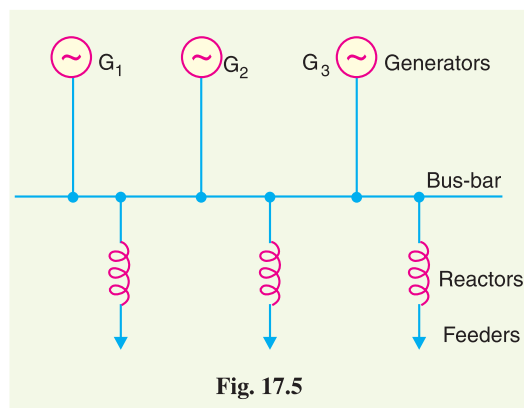 G1
G2
G3 Generators
Bus-bar
Reactors
Feeders
Fig. 17.5